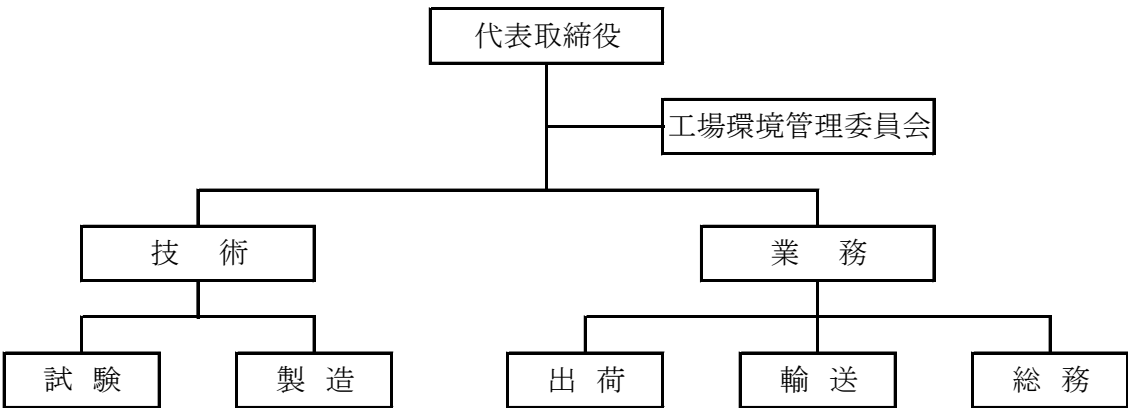 代表取締役
工場環境管理委員会
技 術
業 務
試 験
製 造
出 荷
輸 送
総 務